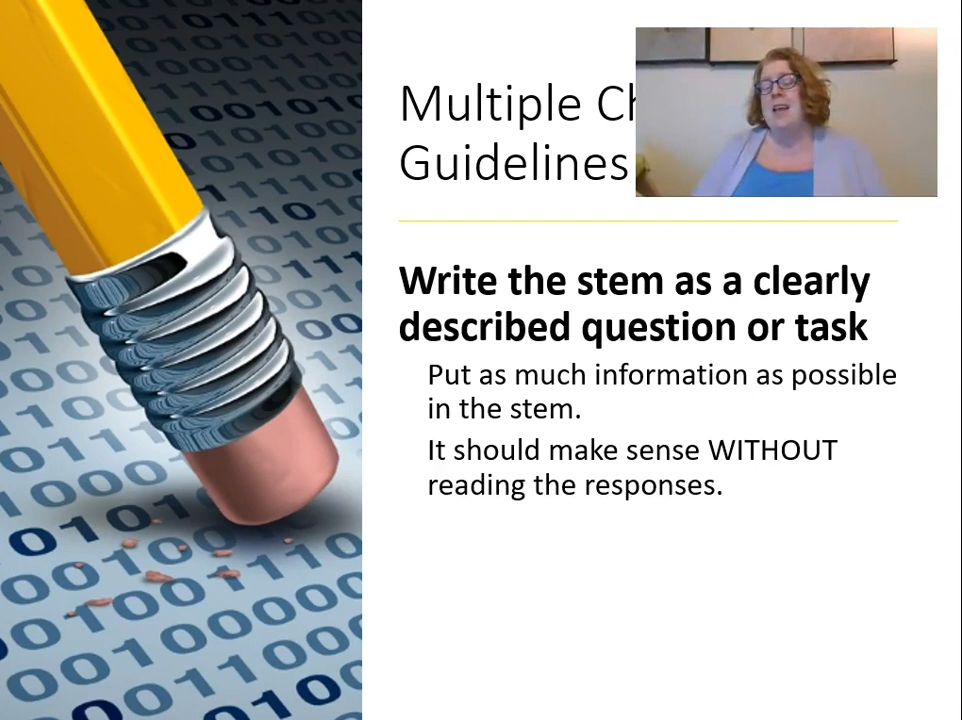 Multiple Ch
Guidelines
Write the stem as a clearly
described question or task
Put as much information as possible
in the stem.
It should make sense WITHOUT
reading the responses.